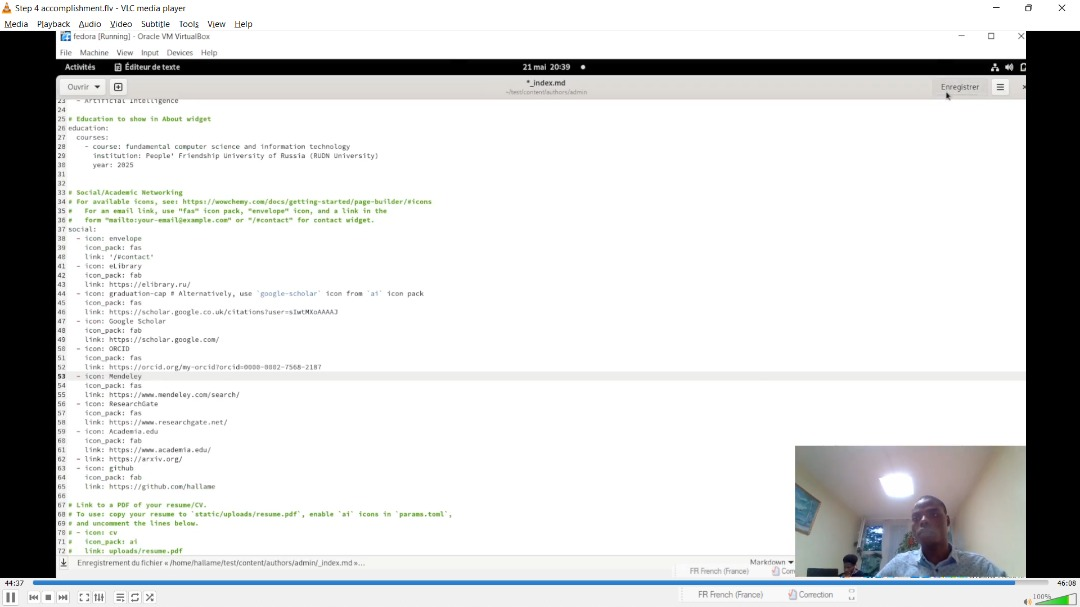 Step 4 accomplishment.flv - VLC media player
Media Playback Audio Video Subtitle Tools View Help
fedora [Running] - Oracle VM VirtualBox
File Machine View Input Devices Help
Activités Éditeur de texte 21 mai 20:39
Ouvrir *_index.md Enregistrer
~/test/content/authors/admin
23 - Artificial Intelligence
24
25 # Education to show in About widget
26 education:
27 courses:
28 - course: fundamental computer science and information technology
29 institution: People' Friendship University of Russia (RUDN University)
30 year: 2025
31
32
33 # Social/Academic Networking
34 # For available icons, see: https://wowchemy.com/docs/getting-started/page-builder/#icons
35 # For an email link, use "fas" icon pack, "envelope" icon, and a link in the
36 # form "mailto:your-email@example.com" or "/#contact" for contact widget.
37 social:
38 - icon: envelope
39 icon_pack: fas
40 link: '/#contact'
41 - icon: eLibrary
42 icon_pack: fab
43 link: https://elibrary.ru/
44 - icon: graduation-cap # Alternatively, use `google-scholar` icon from `ai` icon pack
45 icon_pack: fas
46 link: https://scholar.google.co.uk/citations?user=sIwtMXoAAAAJ
47 - icon: Google Scholar
48 icon_pack: fab
49 link: https://scholar.google.com/
50 - icon: ORCID
51 icon_pack: fas
52 link: https://orcid.org/my-orcid?orcid=0000-0002-7568-2187
53 - icon: Mendeley
54 icon_pack: fas
55 link: https://www.mendeley.com/search/
56 - icon: ResearchGate
57 icon_pack: fas
58 link: https://www.researchgate.net/
59 - icon: Academia.edu
60 icon_pack: fab
61 link: https://www.academia.edu/
62 - link: https://arxiv.org/
63 - icon: github
64 icon_pack: fab
65 link: https://github.com/hallame
66
67 # Link to a PDF of your resume/CV.
68 # To use: copy your resume to `static/uploads/resume.pdf`, enable `ai` icons in `params.toml`,
69 # and uncomment the lines below.
70 # - icon: cv
71 # icon_pack: ai
72 # link: uploads/resume.pdf
Enregistrement du fichier « /home/hallame/test/content/authors/admin/_index.md »... Markdown
FR French (France) Com
44:37 46:08
FR French (France) Correction
100%